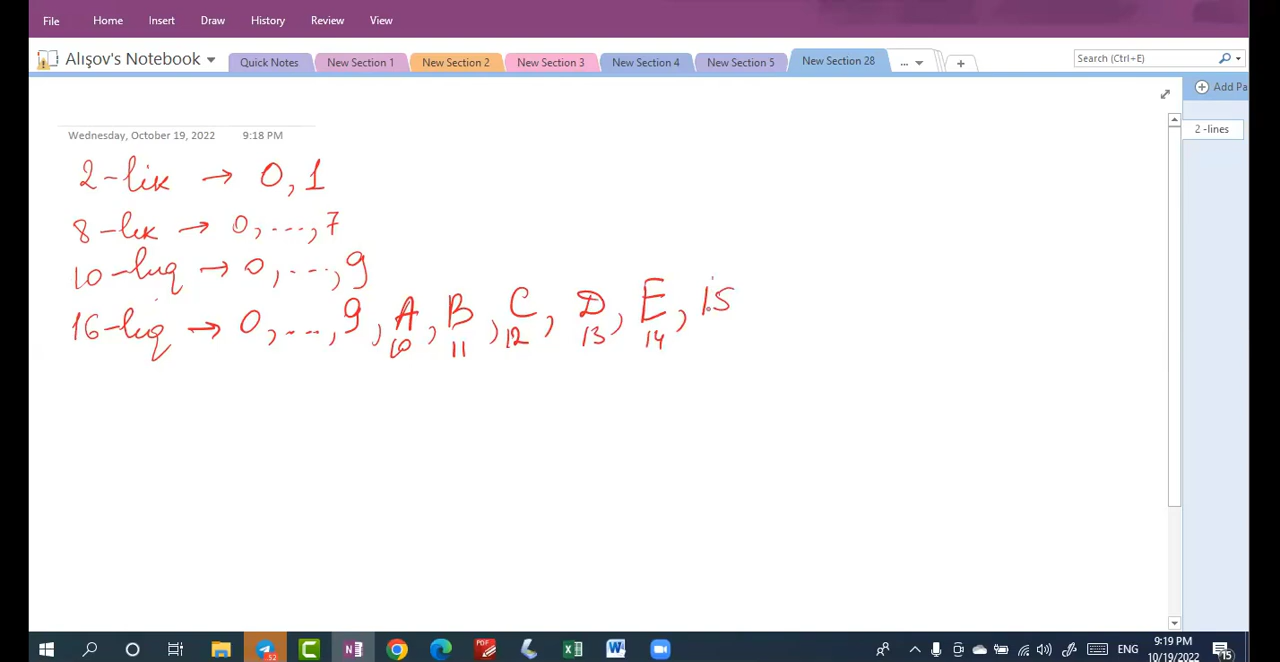 File Home Insert Draw History Review View
Alışov's Notebook Quick Notes New Section 1 New Section 2 New Section 3 New Section 4 New Section 5 New Section 28 ... Search (Ctrl+E)
Add Pa
Wednesday, October 19, 2022 9:18 PM
2-lines
2-lik → 0, 1
8-lik → 0, ..., 7
10-luq → 0, ..., 9
16-lıq → 0, ..., 9, A, B, C, D, E, 15
10 11 12 13 14
52
PDF
ENG
9:19 PM
10/19/2022
15